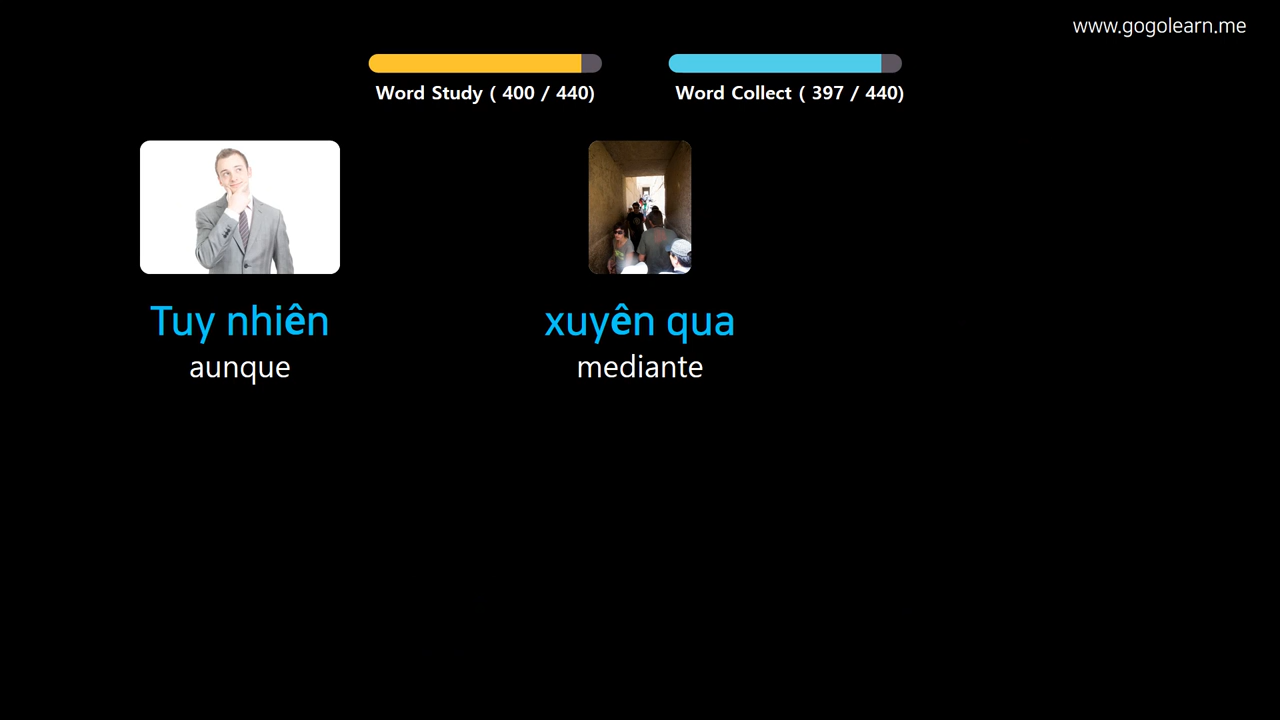 www.gogolearn.me
Word Study ( 400 / 440)
Word Collect ( 397 / 440)
Tuy nhiên
aunque
xuyên qua
mediante